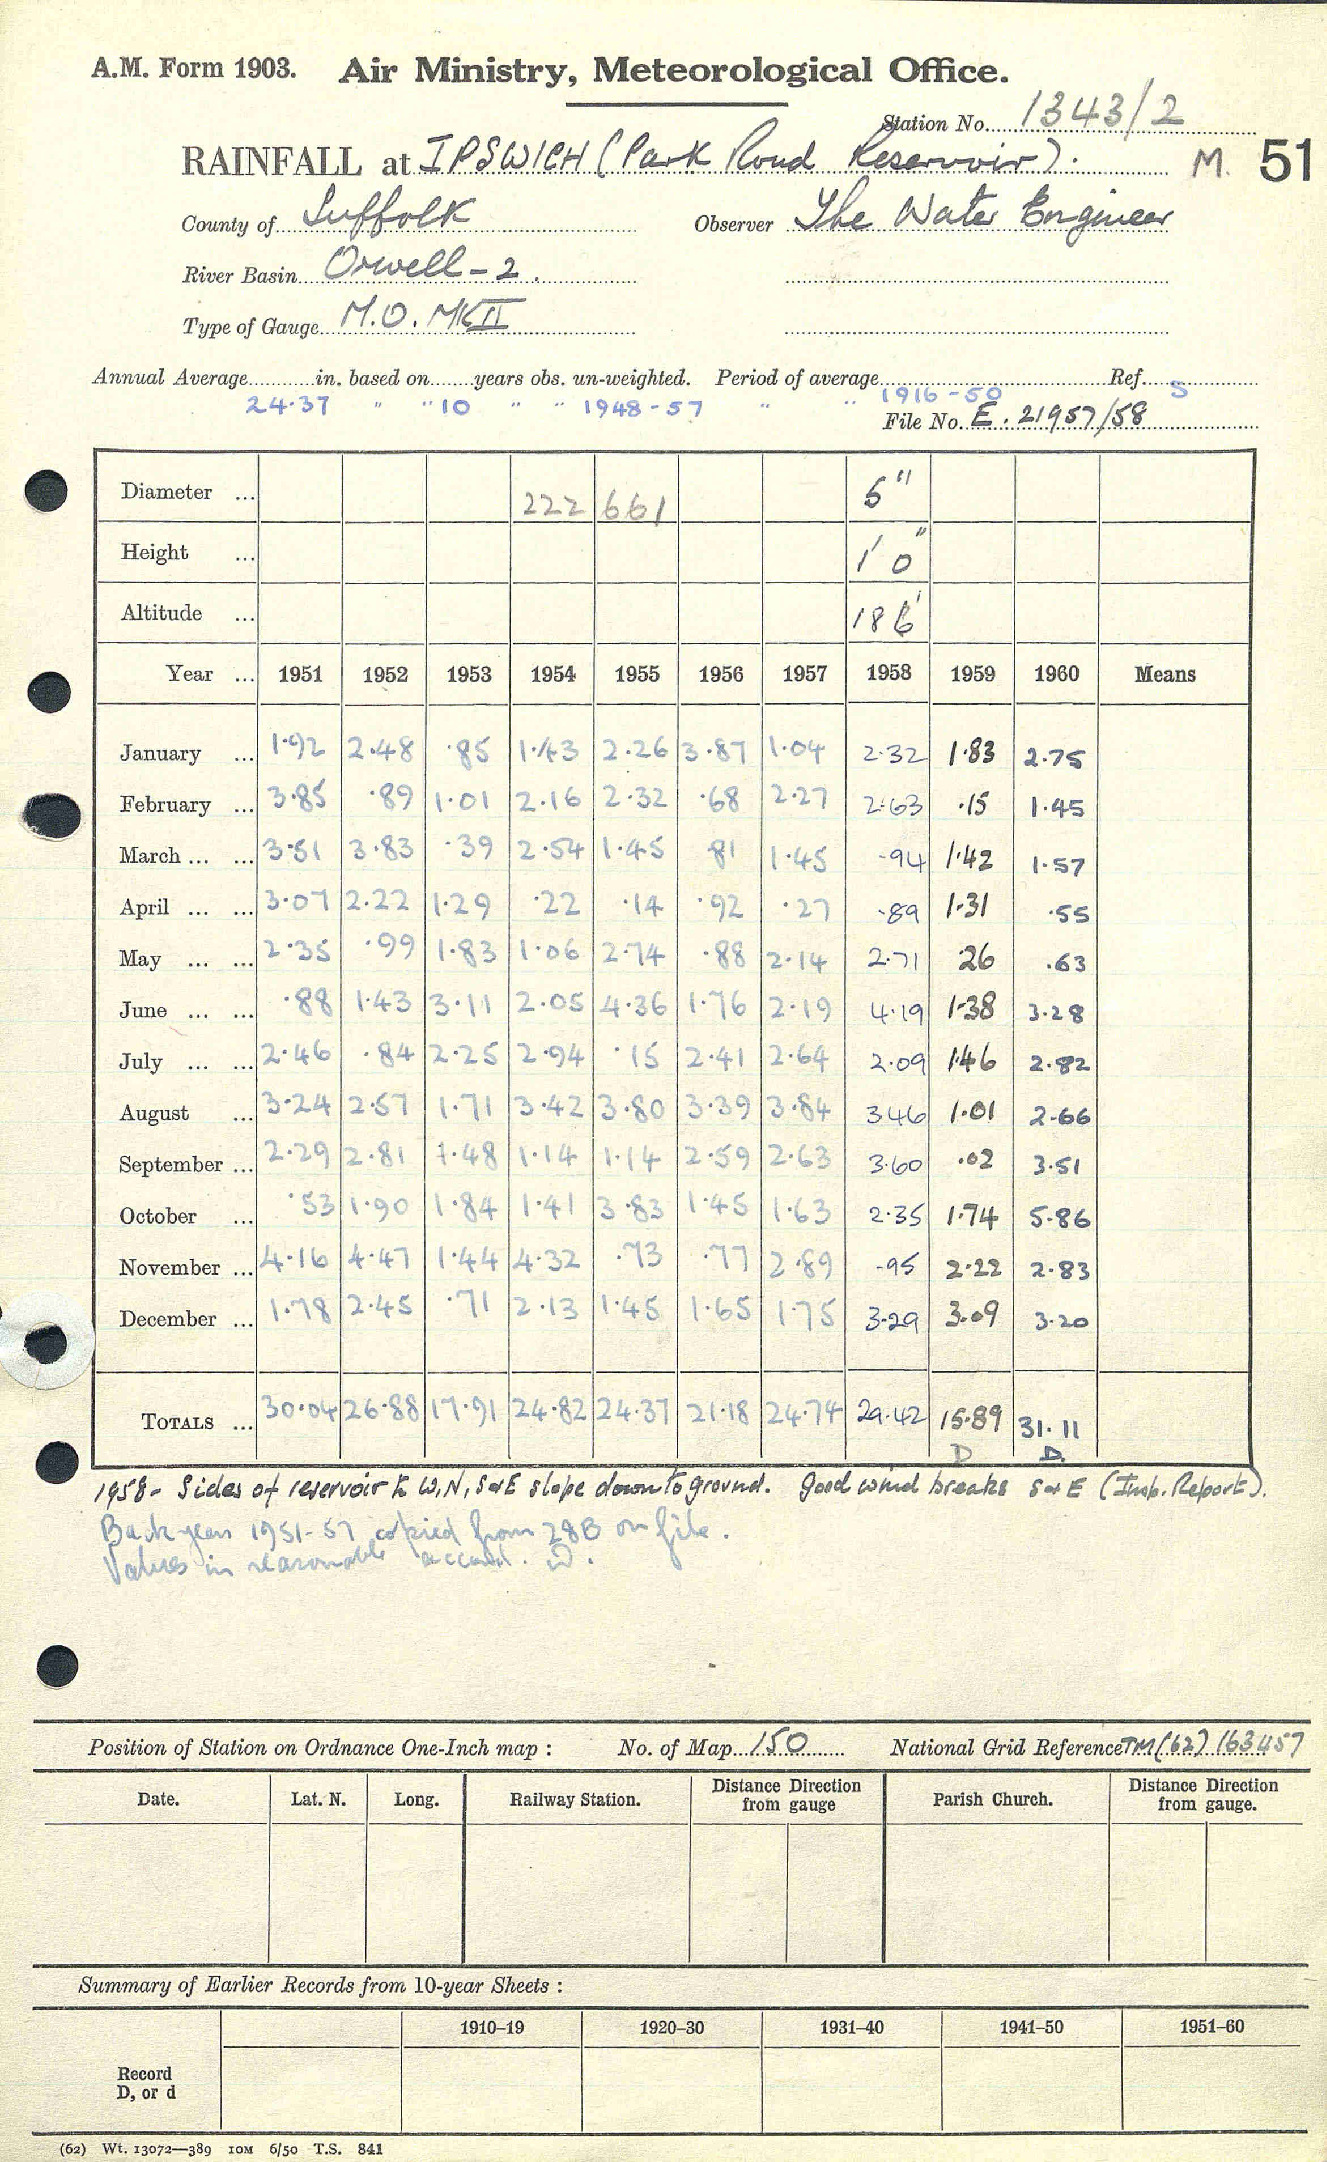 A.M. Form 1903. Air Ministry, Meteorological Office.
Station No. 1343/2
RAINFALL at IPSWICH (Park Road Reservoir). M. 51
County of Suffolk Observer The Water Engineer
River Basin Orwell - 2.
Type of Gauge M.O. MK II
Annual Average in. based on years obs. un-weighted. Period of average 1916-50 Ref. S
24.37 " " 10 " " 1948-57 " "
File No. E. 21957/58
Diameter ... 222 661 5"
Height ... 1' 0"
Altitude ... 186'
Year ... 1951 1952 1953 1954 1955 1956 1957 1958 1959 1960 Means
January ... 1.92 2.48 .85 1.43 2.26 3.87 1.04 2.32 1.83 2.75
February ... 3.85 .89 1.01 2.16 2.32 .68 2.27 2.63 .15 1.45
March ... ... 3.51 3.83 .39 2.54 1.45 81 1.45 .94 1.42 1.57
April ... ... 3.07 2.22 1.29 .22 .14 .92 .27 .89 1.31 .55
May ... ... 2.35 .99 1.83 1.06 2.74 .88 2.14 2.71 26 .63
June ... ... .88 1.43 3.11 2.05 4.36 1.76 2.19 4.19 1.38 3.28
July ... ... 2.46 .84 2.25 2.94 .15 2.41 2.64 2.09 1.46 2.82
August ... 3.24 2.57 1.71 3.42 3.80 3.39 3.84 3.46 1.01 2.66
September ... 2.29 2.81 1.48 1.14 1.14 2.59 2.63 3.60 .02 3.51
October ... .53 1.90 1.84 1.41 3.83 1.45 1.63 2.35 1.74 5.86
November ... 4.16 4.47 1.44 4.32 .73 .77 2.89 .95 2.22 2.83
December ... 1.78 2.45 .71 2.13 1.45 1.65 1.75 3.29 3.09 3.20
TOTALS ... 30.04 26.88 17.91 24.82 24.37 21.18 24.74 29.42 15.89 31.11
D D
1958 - Sides of reservoir to W, N, S & E slope down to ground. Good wind breaks S & E (Insp. Report).
Back years 1951-57 copied from 28B on file.
Values in reasonable accord.
Position of Station on Ordnance One-Inch map : No. of Map 150 National Grid Reference TM (62) 163457
Date. Lat. N. Long. Railway Station. Distance Direction from gauge Parish Church. Distance Direction from gauge.
Summary of Earlier Records from 10-year Sheets :
1910–19 1920–30 1931–40 1941–50 1951–60
Record
D, or d
(62) Wt. 13072—389 10M 6/50 T.S. 841